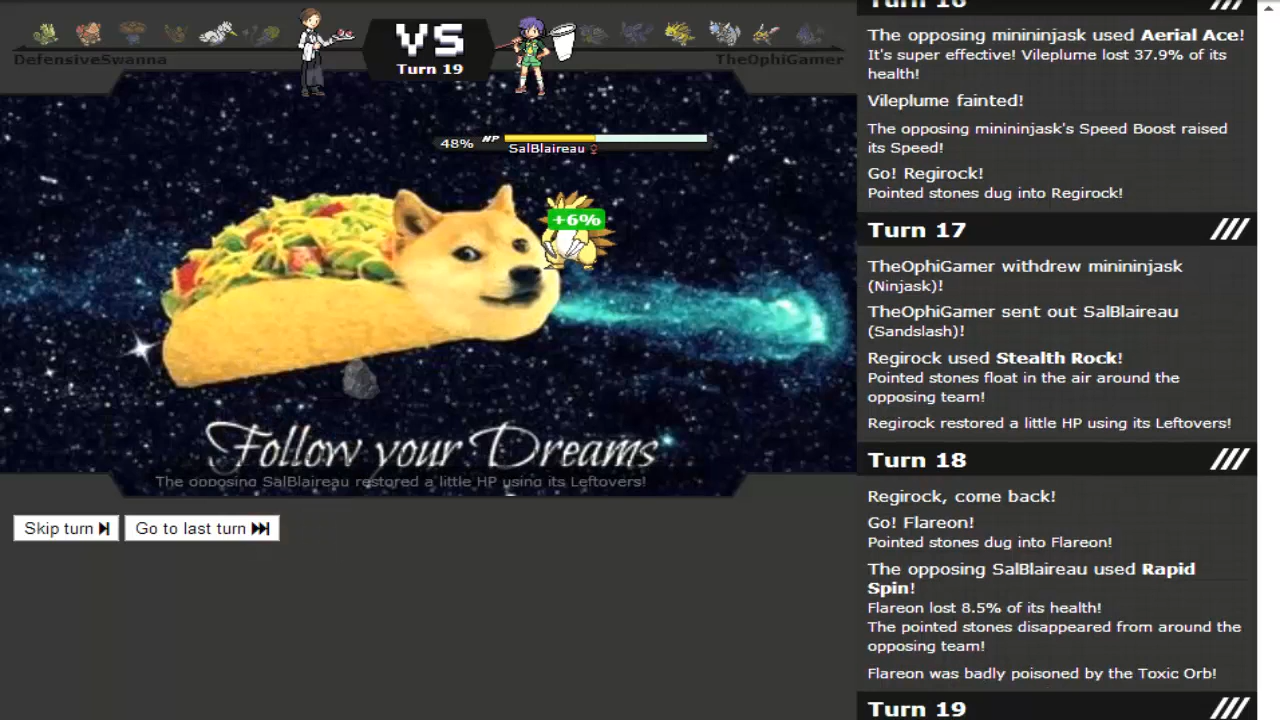 DefensiveSwanna
VS
Turn 19
TheOphiGamer
48%
HP
SalBlaireau ♀
+6%
Follow your Dreams
The opposing SalBlaireau restored a little HP using its Leftovers!
Skip turn
Go to last turn
Turn 16
The opposing minininjask used Aerial Ace!
It's super effective! Vileplume lost 37.9% of its
health!
Vileplume fainted!
The opposing minininjask's Speed Boost raised
its Speed!
Go! Regirock!
Pointed stones dug into Regirock!
Turn 17
TheOphiGamer withdrew minininjask
(Ninjask)!
TheOphiGamer sent out SalBlaireau
(Sandslash)!
Regirock used Stealth Rock!
Pointed stones float in the air around the
opposing team!
Regirock restored a little HP using its Leftovers!
Turn 18
Regirock, come back!
Go! Flareon!
Pointed stones dug into Flareon!
The opposing SalBlaireau used Rapid
Spin!
Flareon lost 8.5% of its health!
The pointed stones disappeared from around the
opposing team!
Flareon was badly poisoned by the Toxic Orb!
Turn 19